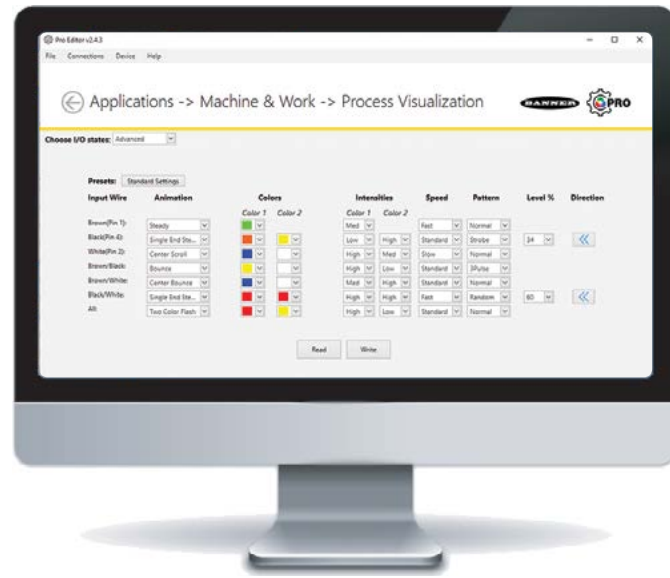 Pro Editor v2.4.3
File Connections Device Help
Applications -> Machine & Work -> Process Visualization BANNER PRO
Choose I/O states: Advanced
Presets: Standard Settings
Input Wire Animation Colors Intensities Speed Pattern Level % Direction
Color 1 Color 2 Color 1 Color 2
Brown(Pin 1): Steady Med Fast Normal
Black(Pin 4): Single End Ste... Low High Standard Strobe 34
White(Pin 2): Center Scroll High Med Slow Normal
Brown/Black: Bounce High Low Standard 3Pulse
Brown/White: Center Bounce Med High Standard Normal
Black/White: Single End Ste... High High Fast Random 60
All: Two Color Flash High Low Standard Normal
Read Write